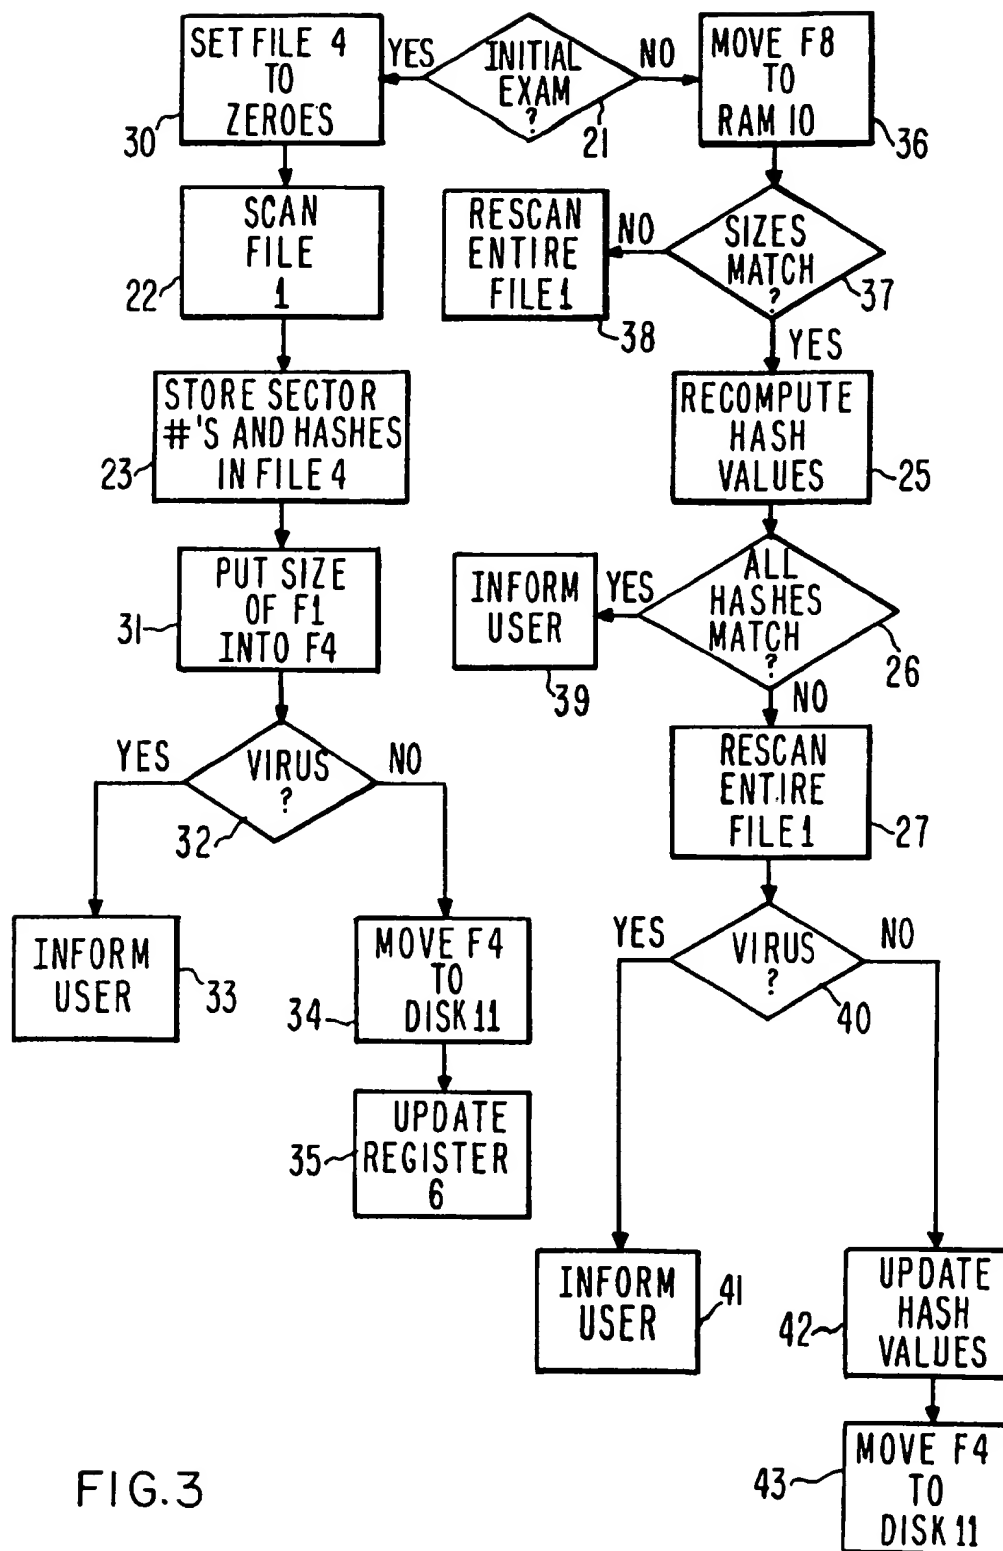 SET FILE 4
TO
ZEROES
30
YES
INITIAL
EXAM
?
21
NO
MOVE F8
TO
RAM 10
36
SCAN
FILE
1
22
RESCAN
ENTIRE
FILE 1
38
NO
SIZES
MATCH
?
37
YES
STORE SECTOR
#'S AND HASHES
IN FILE 4
23
RECOMPUTE
HASH
VALUES
25
PUT SIZE
OF F1
INTO F4
31
INFORM
USER
39
YES
ALL
HASHES
MATCH
?
26
NO
YES
VIRUS
?
32
NO
RESCAN
ENTIRE
FILE 1
27
INFORM
USER
33
MOVE F4
TO
DISK 11
34
YES
VIRUS
?
40
NO
UPDATE
REGISTER
6
35
INFORM
USER
41
UPDATE
HASH
VALUES
42
MOVE F4
TO
DISK 11
43
FIG.3